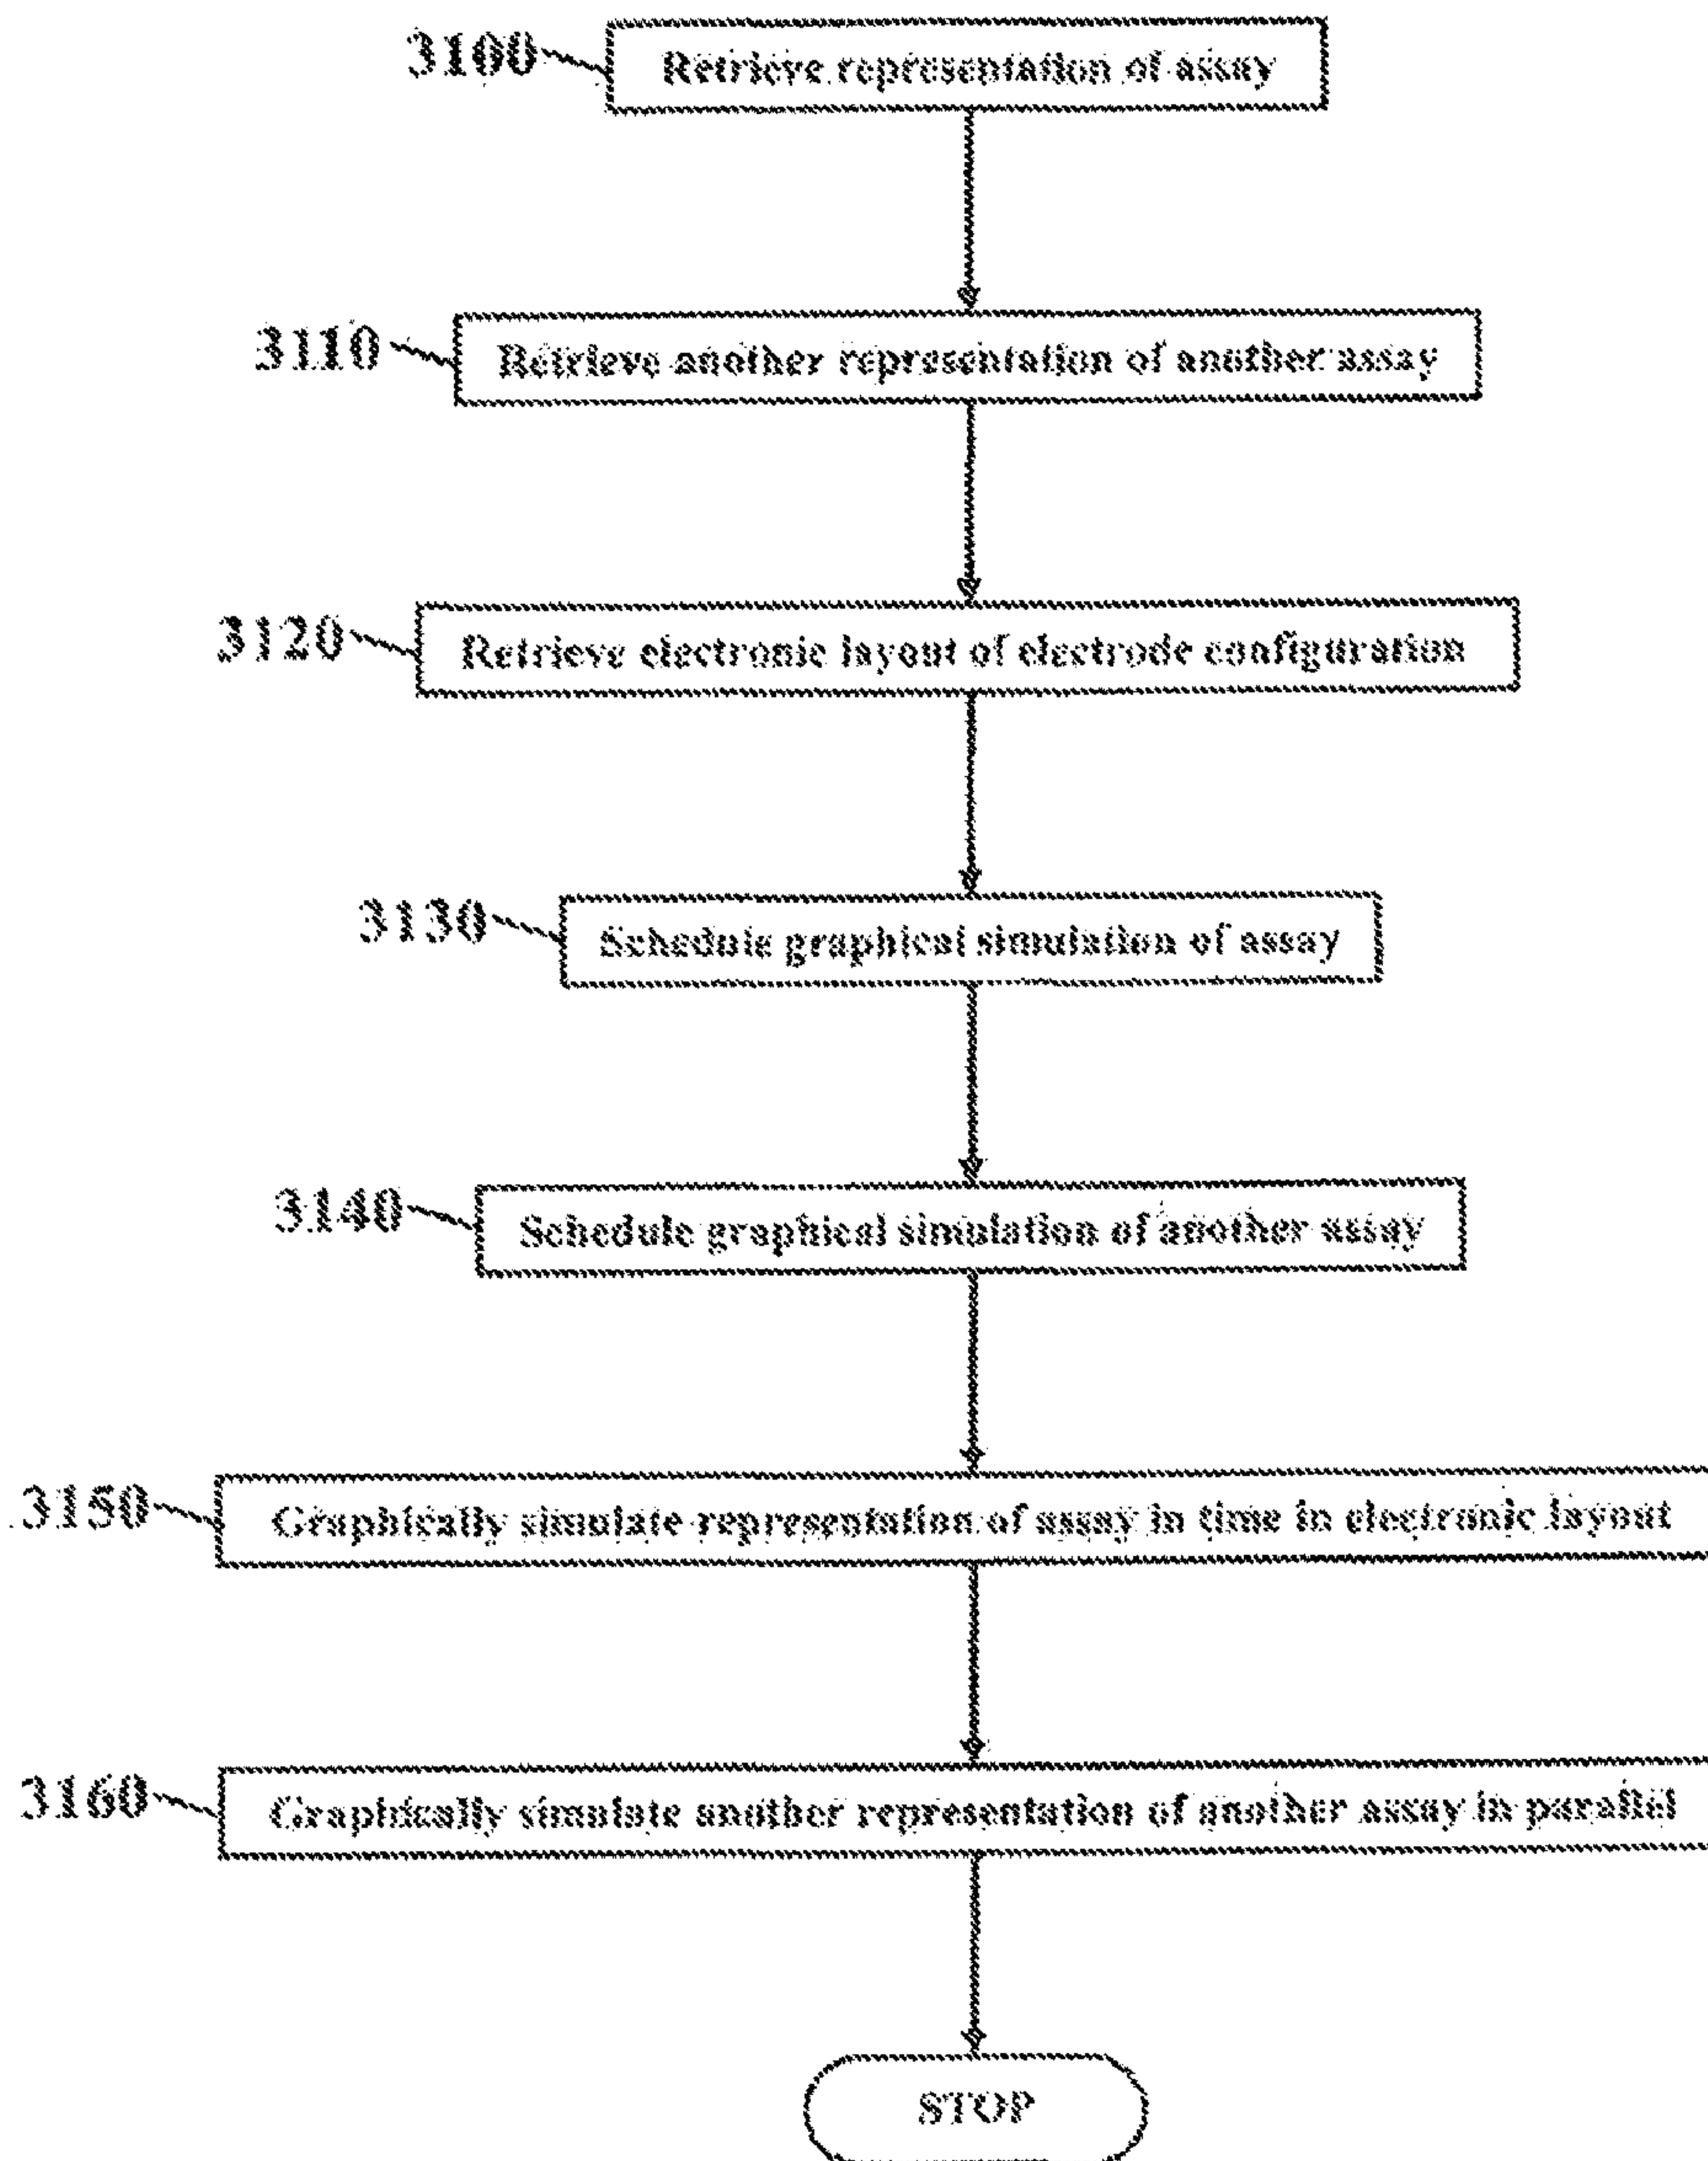 3100 Retrieve representation of assay
3110 Retrieve another representation of another assay
3120 Retrieve electronic layout of electrode configuration
3130 Schedule graphical simulation of assay
3140 Schedule graphical simulation of another assay
3150 Graphically simulate representation of assay in time in electronic layout
3160 Graphically simulate another representation of another assay in parallel
STOP